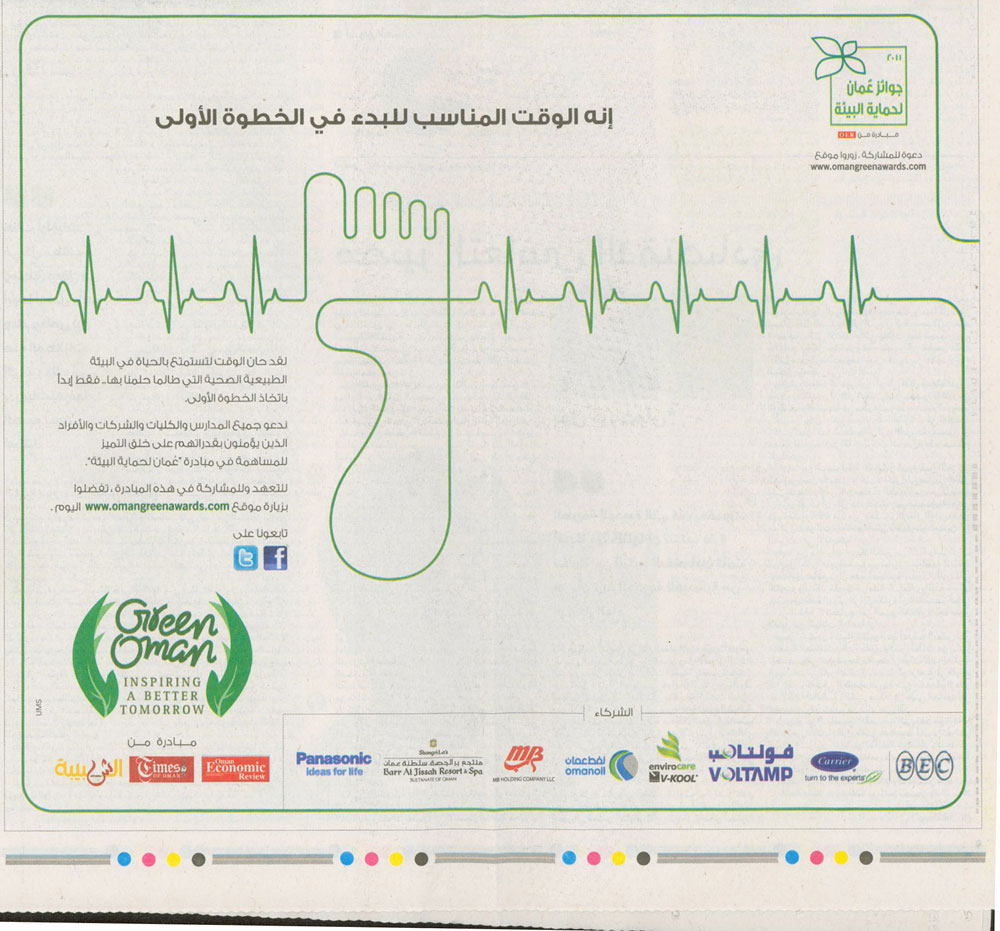 إنه الوقت المناسب للبدء في الخطوة الأولى
٢٠١١
جوائز عُمان
لحماية البيئة
مبادرة من OER
دعوة للمشاركة . زوروا موقع
www.omangreenawards.com
لقد حان الوقت لتستمتع بالحياة في البيئة
الطبيعية الصحية التي طالما حلمنا بها.. فقط إبدأ
باتخاذ الخطوة الأولى.
ندعو جميع المدارس والكليات والشركات والأفراد
الذين يؤمنون بقدراتهم على خلق التميز
للمساهمة في مبادرة "عُمان لحماية البيئة".
للتعهد وللمشاركة في هذه المبادرة ، تفضلوا
بزيارة موقع www.omangreenawards.com اليوم .
تابعونا على
Green
Oman
INSPIRING
A BETTER
TOMORROW
UMS
مبادرة من
الشبيبة
Times
OF OMAN
Oman
Economic
Review
الشركاء
Panasonic
ideas for life
Shangri-La's
منتجع بر الجصة، سلطنة عمان
Barr Al Jissah Resort & Spa
SULTANATE OF OMAN
MB
MB HOLDING COMPANY LLC
نفط عمان
omanoil
envirocare
V-KOOL
فولتامب
VOLTAMP
Carrier
turn to the experts
BEC